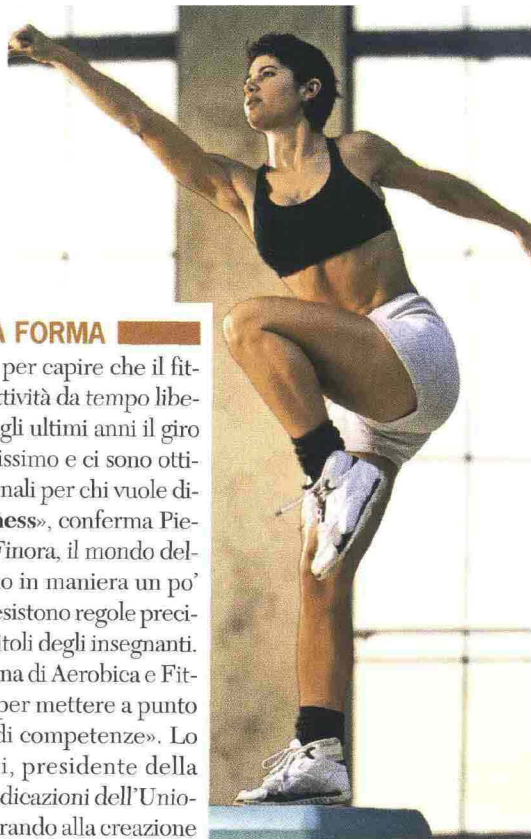 A FORMA
per capire che il fit-
ttività da tempo libe-
gli ultimi anni il giro
issimo e ci sono otti-
nali per chi vuole di-
ness», conferma Pie-
Finora, il mondo del-
o in maniera un po'
esistono regole preci-
itoli degli insegnanti.
na di Aerobica e Fit-
per mettere a punto
di competenze». Lo
i, presidente della
dicazioni dell'Unio-
rando alla creazione